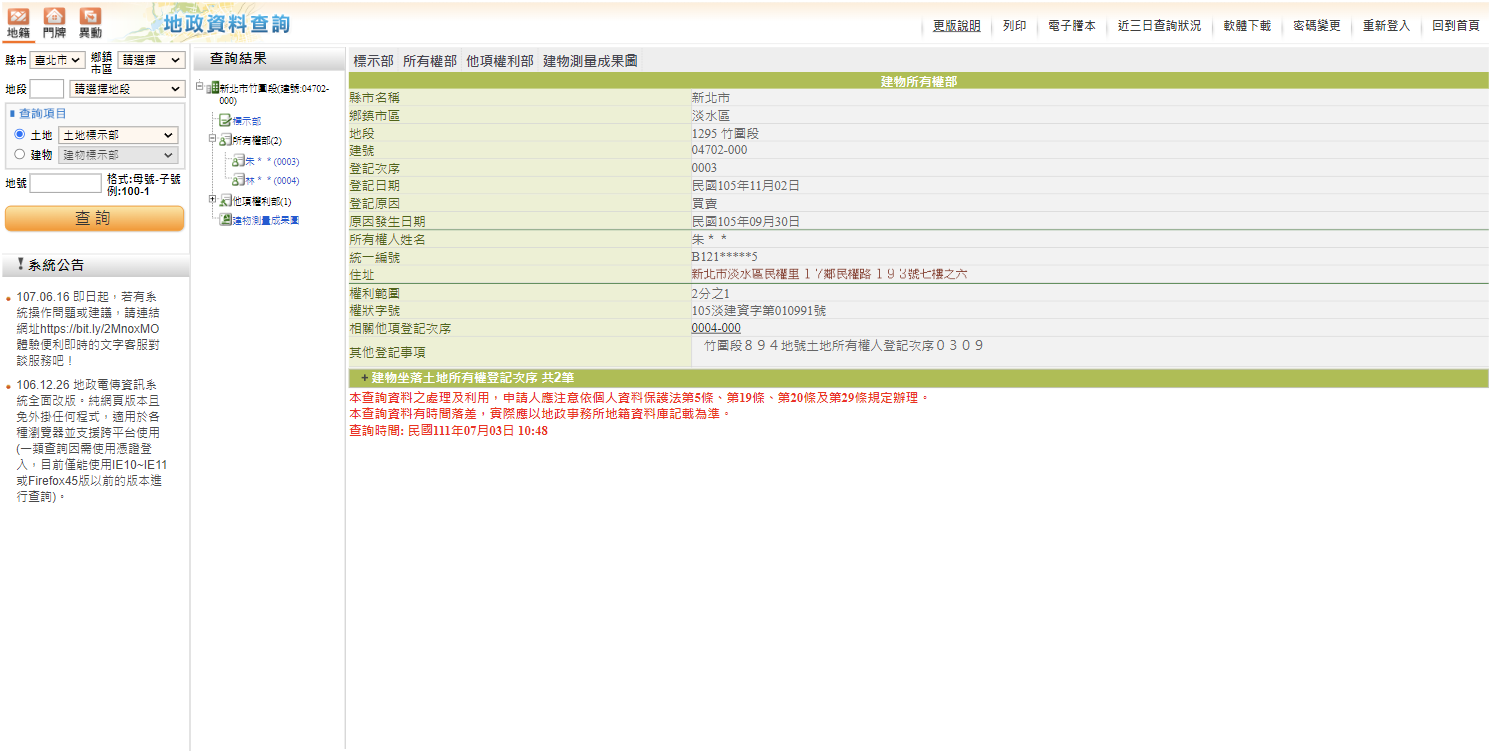 地籍 門牌 異動
地政資料查詢
更版說明 列印 電子謄本 近三日查詢狀況 軟體下載 密碼變更 重新登入 回到首頁
縣市 臺北市 鄉鎮市區 請選擇
地段 請選擇地段
查詢項目
土地 土地標示部
建物 建物標示部
地號 格式:母號-子號
例:100-1
查詢
系統公告
107.06.16 即日起，若有系
統操作問題或建議，請連結
網址https://bit.ly/2MnoxMO
體驗便利即時的文字客服對
談服務吧！
106.12.26 地政電傳資訊系
統全面改版。純網頁版本且
免外掛任何程式，適用於各
種瀏覽器並支援跨平台使用
(一類查詢因需使用憑證登
入，目前僅能使用IE10~IE11
或Firefox45版以前的版本進
行查詢)。
查詢結果
新北市竹圍段(建號:04702-
000)
標示部
所有權部(2)
朱＊＊(0003)
林＊＊(0004)
他項權利部(1)
建物測量成果圖
標示部 所有權部 他項權利部 建物測量成果圖
建物所有權部
縣市名稱 新北市
鄉鎮市區 淡水區
地段 1295 竹圍段
建號 04702-000
登記次序 0003
登記日期 民國105年11月02日
登記原因 買賣
原因發生日期 民國105年09月30日
所有權人姓名 朱＊＊
統一編號 B121*****5
住址 新北市淡水區民權里１７鄰民權路１９３號七樓之六
權利範圍 2分之1
權狀字號 105淡建資字第010991號
相關他項登記次序 0004-000
其他登記事項 竹圍段８９４地號土地所有權人登記次序０３０９
+ 建物坐落土地所有權登記次序 共2筆
本查詢資料之處理及利用，申請人應注意依個人資料保護法第5條、第19條、第20條及第29條規定辦理。
本查詢資料有時間落差，實際應以地政事務所地籍資料庫記載為準。
查詢時間: 民國111年07月03日 10:48